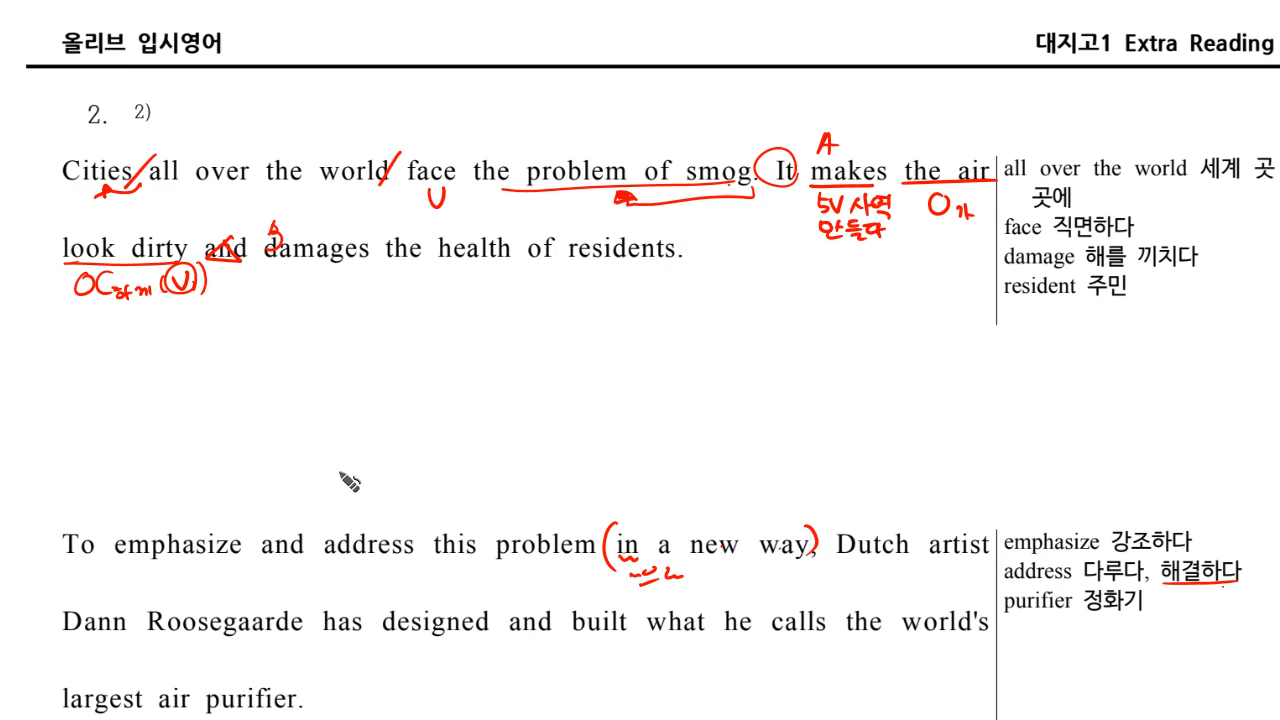 올리브 입시영어
대지고1 Extra Reading
2. 2)
A
Cities all over the world face the problem of smog. It makes the air
V
5V 사역
만들다
O가
look dirty and damages the health of residents.
OC하게 (V)
all over the world 세계 곳
곳에
face 직면하다
damage 해를 끼치다
resident 주민
To emphasize and address this problem (in a new way), Dutch artist
Dann Roosegaarde has designed and built what he calls the world's
largest air purifier.
emphasize 강조하다
address 다루다, 해결하다
purifier 정화기